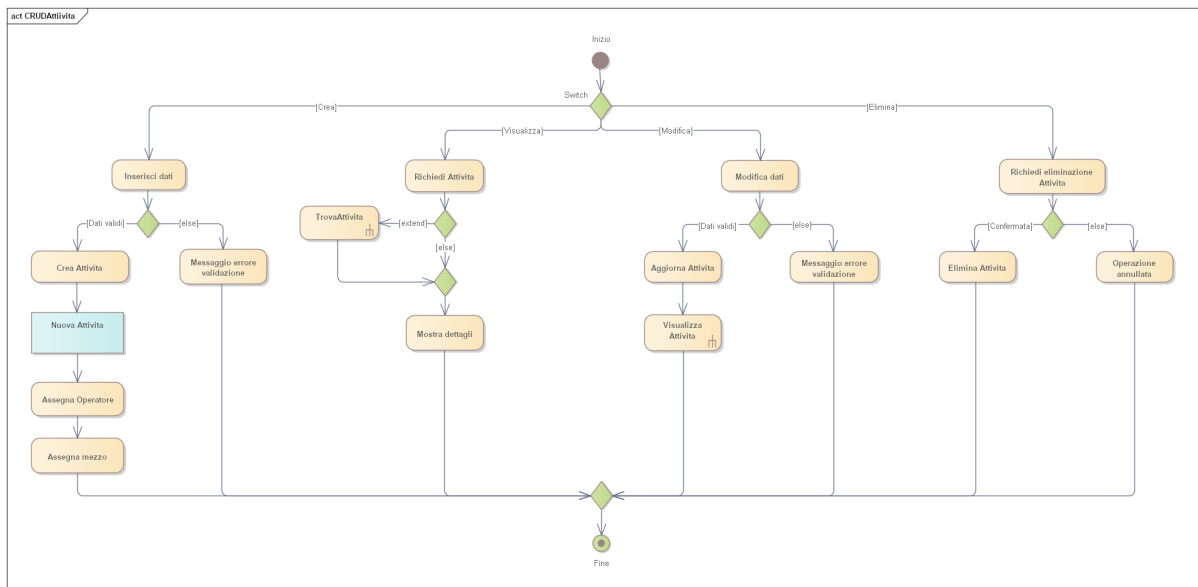 act CRUDAttiivita
Inizio
Switch
[Crea]
[Elimina]
[Visualizza]
[Modifica]
Inserisci dati
Richiedi Attivita
Modifica dati
Richiedi eliminazione
Attivita
[Dati validi]
[else]
TrovaAttivita
[extend]
[else]
[Dati validi]
[else]
[Confermata]
[else]
Crea Attivita
Messaggio errore
validazione
Aggiorna Attivita
Messaggio errore
validazione
Elimina Attivita
Operazione
annullata
Nuova Attivita
Mostra dettagli
Visualizza
Attivita
Assegna Operatore
Assegna mezzo
Fine